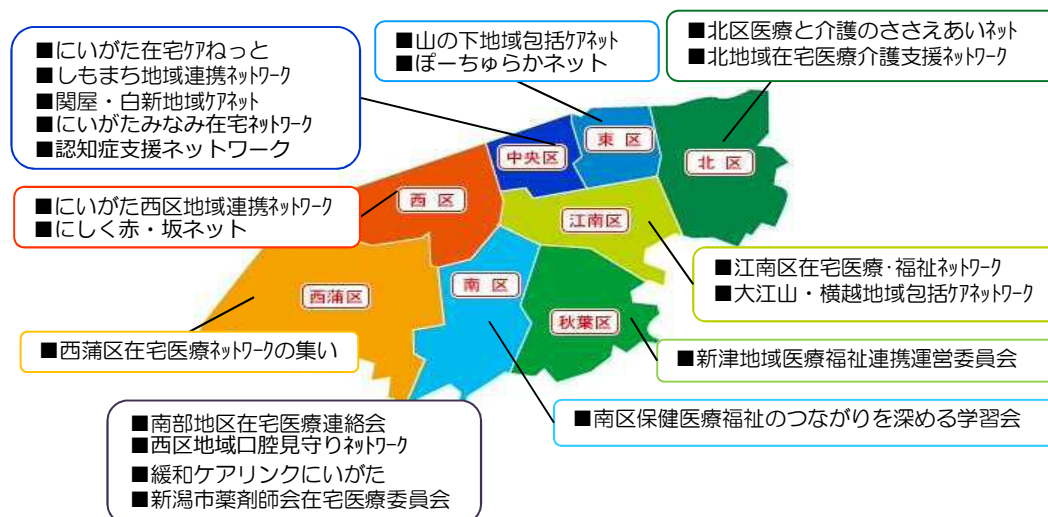 ■にいがた在宅ｹｱねっと
■しもまち地域連携ﾈｯﾄﾜｰｸ
■関屋・白新地域ｹｱネット
■にいがたみなみ在宅ﾈｯﾄﾜｰｸ
■認知症支援ネットワーク
■山の下地域包括ｹｱネット
■ぽーちゅらかネット
■北区医療と介護のささえあいﾈｯﾄ
■北地域在宅医療介護支援ﾈｯﾄﾜｰｸ
東 区
中央区
北 区
西 区
江南区
南 区
西蒲区
秋葉区
■にいがた西区地域連携ﾈｯﾄﾜｰｸ
■にしく赤・坂ネット
■江南区在宅医療･福祉ﾈｯﾄﾜｰｸ
■大江山・横越地域包括ｹｱﾈｯﾄﾜｰｸ
■西蒲区在宅医療ﾈｯﾄﾜｰｸの集い
■新津地域医療福祉連携運営委員会
■南区保健医療福祉のつながりを深める学習会
■南部地区在宅医療連絡会
■西区地域口腔見守りﾈｯﾄﾜｰｸ
■緩和ケアリンクにいがた
■新潟市薬剤師会在宅医療委員会